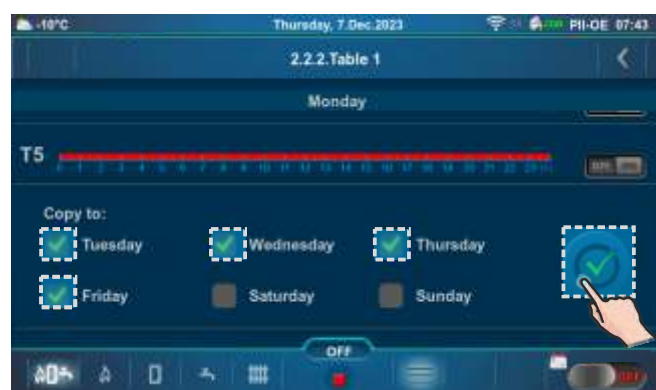 -10°C Thursday, 7.Dec.2023 PII-OE 07:43
2.2.2.Table 1
Monday
T5
Copy to:
Tuesday Wednesday Thursday
Friday Saturday Sunday
OFF
OFF